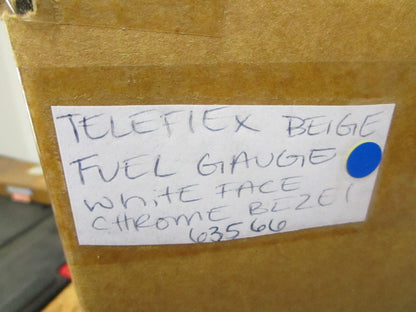 TELEFlEX BEIGE
FUEL GAUGE
WHITE FACE
CHROME BEZEl
63566